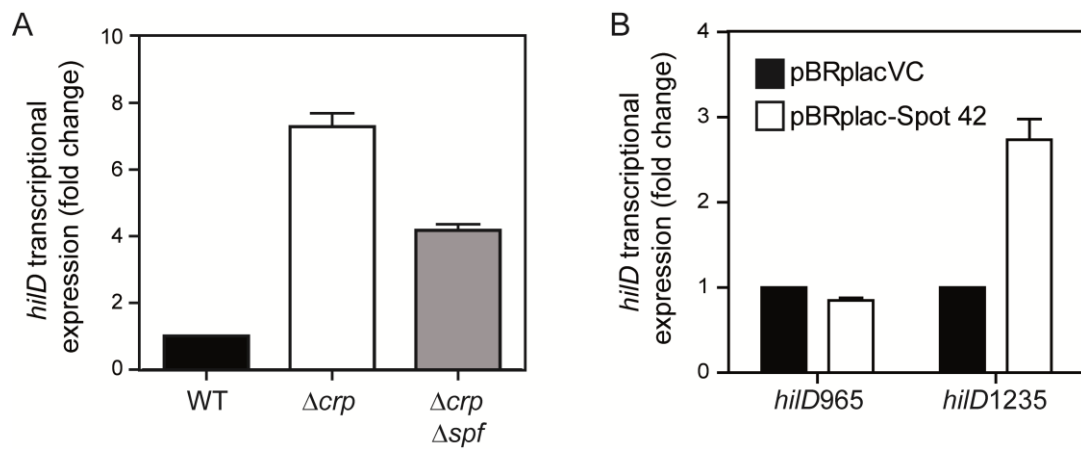 A
hilD transcriptional
expression (fold change)
10
8
6
4
2
0
WT
Δcrp
Δcrp
Δspf
B
hilD transcriptional
expression (fold change)
4
3
2
1
0
pBRplacVC
pBRplac-Spot 42
hilD965
hilD1235